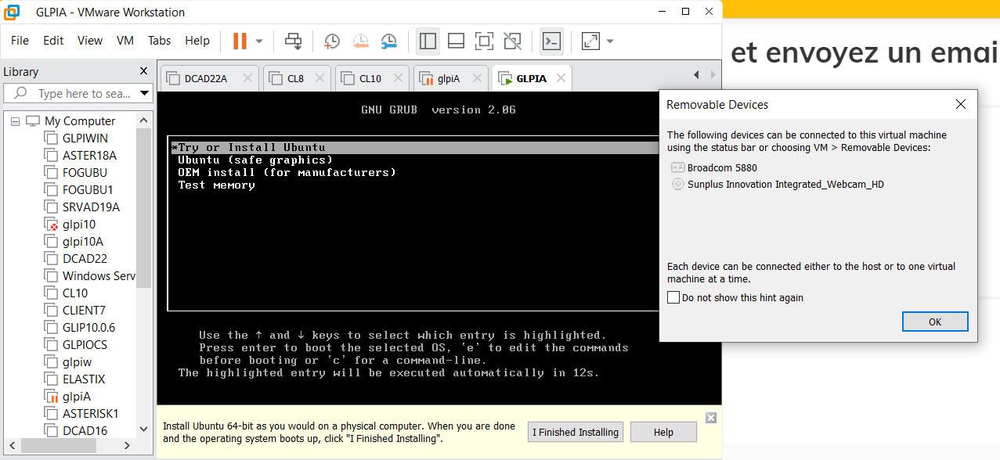 GLPIA - VMware Workstation
File Edit View VM Tabs Help
Library
Type here to sea...
My Computer
GLPIWIN
ASTER18A
FOGUBU
FOGUBU1
SRVAD19A
glpi10
glpi10A
DCAD22
Windows Serv
CL10
CLIENT7
GLIP10.0.6
GLPIOCS
glpiw
ELASTIX
glpiA
ASTERISK1
DCAD16
DCAD22A CL8 CL10 glpiA GLPIA
GNU GRUB version 2.06
*Try or Install Ubuntu
Ubuntu (safe graphics)
OEM install (for manufacturers)
Test memory
Use the ↑ and ↓ keys to select which entry is highlighted.
Press enter to boot the selected OS, `e' to edit the commands
before booting or `c' for a command-line.
The highlighted entry will be executed automatically in 12s.
Install Ubuntu 64-bit as you would on a physical computer. When you are done
and the operating system boots up, click "I Finished Installing".
I Finished Installing
Help
et envoyez un emai
Removable Devices
The following devices can be connected to this virtual machine
using the status bar or choosing VM > Removable Devices:
Broadcom 5880
Sunplus Innovation Integrated_Webcam_HD
Each device can be connected either to the host or to one virtual
machine at a time.
Do not show this hint again
OK